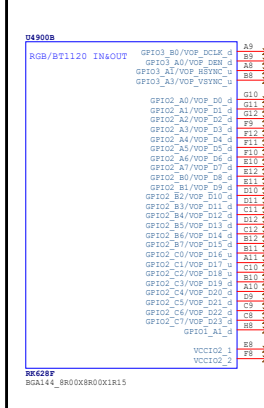 U4900B
RGB/BT1120 IN&OUT
GPIO3_B0/VOP_DCLK_d A9
GPIO3_A0/VOP_DEN_d B9
GPIO3_A1/VOP_HSYNC_u A8
GPIO3_A3/VOP_VSYNC_u B8
GPIO2_A0/VOP_D0_d G10
GPIO2_A1/VOP_D1_d G11
GPIO2_A2/VOP_D2_d G12
GPIO2_A3/VOP_D3_d F9
GPIO2_A4/VOP_D4_d F12
GPIO2_A5/VOP_D5_d F11
GPIO2_A6/VOP_D6_d F10
GPIO2_A7/VOP_D7_d E10
GPIO2_B0/VOP_D8_d E12
GPIO2_B1/VOP_D9_d E11
GPIO2_B2/VOP_D10_d D10
GPIO2_B3/VOP_D11_d D11
GPIO2_B4/VOP_D12_d C11
GPIO2_B5/VOP_D13_d D12
GPIO2_B6/VOP_D14_d C12
GPIO2_B7/VOP_D15_d B12
GPIO2_C0/VOP_D16_u B11
GPIO2_C1/VOP_D17_u A11
GPIO2_C2/VOP_D18_u C10
GPIO2_C3/VOP_D19_d B10
GPIO2_C4/VOP_D20_d A10
GPIO2_C5/VOP_D21_d D9
GPIO2_C6/VOP_D22_d C9
GPIO2_C7/VOP_D23_d C8
GPIO1_A1_d H8
VCCIO2_1 E8
VCCIO2_2 F8
RK628F
BGA144_8R00X8R00X1R15